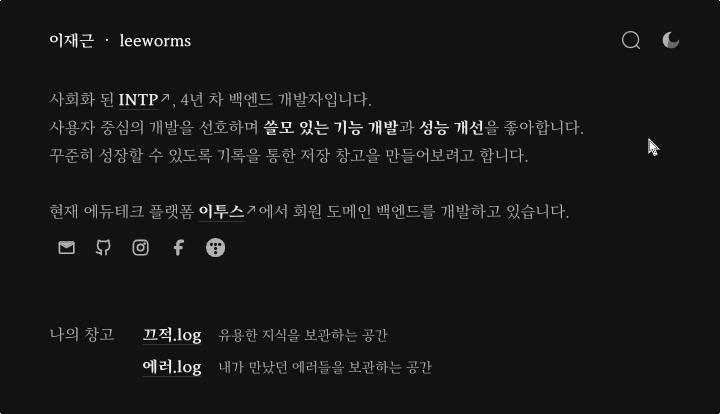 이재근 · leeworms
사회화 된 INTP↗, 4년 차 백엔드 개발자입니다.
사용자 중심의 개발을 선호하며 쓸모 있는 기능 개발과 성능 개선을 좋아합니다.
꾸준히 성장할 수 있도록 기록을 통한 저장 창고을 만들어보려고 합니다.
현재 에듀테크 플랫폼 이투스↗에서 회원 도메인 백엔드를 개발하고 있습니다.
나의 창고 끄적.log 유용한 지식을 보관하는 공간
에러.log 내가 만났던 에러들을 보관하는 공간